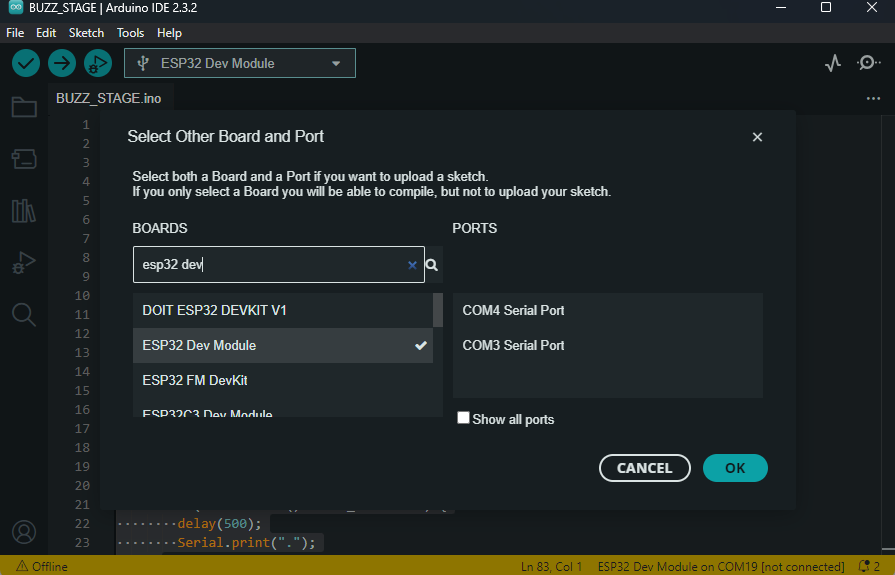 BUZZ_STAGE | Arduino IDE 2.3.2
File Edit Sketch Tools Help
ESP32 Dev Module
BUZZ_STAGE.ino
Select Other Board and Port
Select both a Board and a Port if you want to upload a sketch.
If you only select a Board you will be able to compile, but not to upload your sketch.
BOARDS
esp32 dev
DOIT ESP32 DEVKIT V1
ESP32 Dev Module
ESP32 FM DevKit
ESP32C3 Dev Module
PORTS
COM4 Serial Port
COM3 Serial Port
Show all ports
CANCEL OK
1
2
3
4
5
6
7
8
9
10
11
12
13
14
15
16
17
18
19
20
21
22 delay(500);
23 Serial.print(".");
Offline Ln 83, Col 1 ESP32 Dev Module on COM19 [not connected] 2